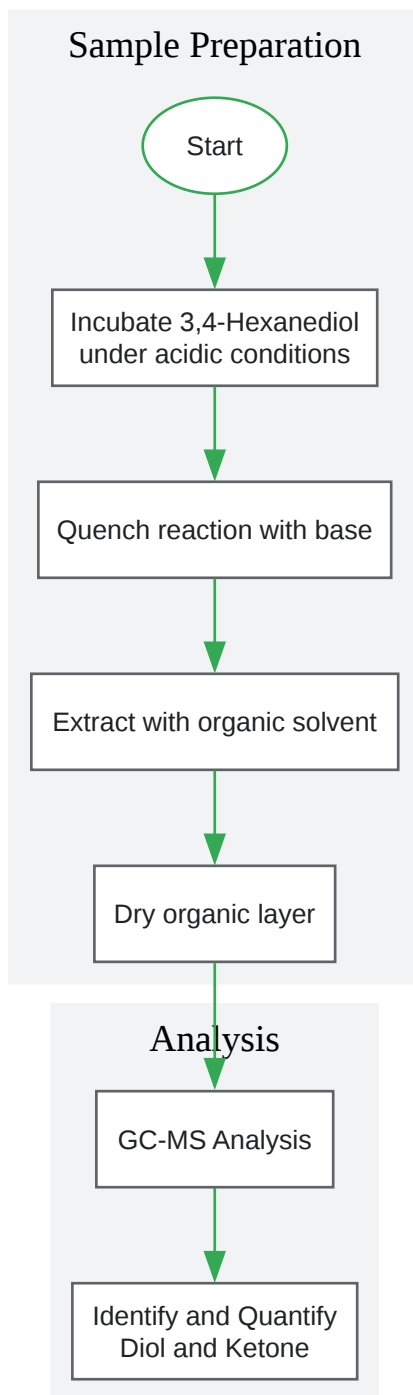 Sample Preparation
Start
Incubate 3,4-Hexanediol
under acidic conditions
Quench reaction with base
Extract with organic solvent
Dry organic layer
Analysis
GC-MS Analysis
Identify and Quantify
Diol and Ketone